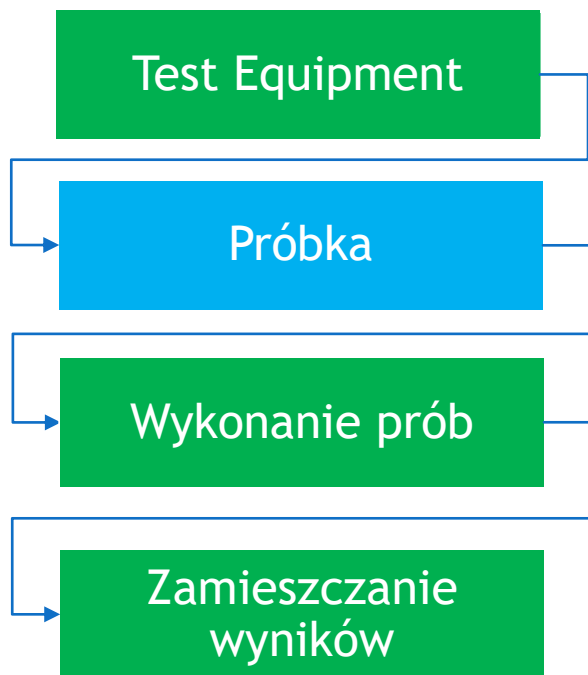 Test Equipment
Próbka
Wykonanie prób
Zamieszczanie
wyników